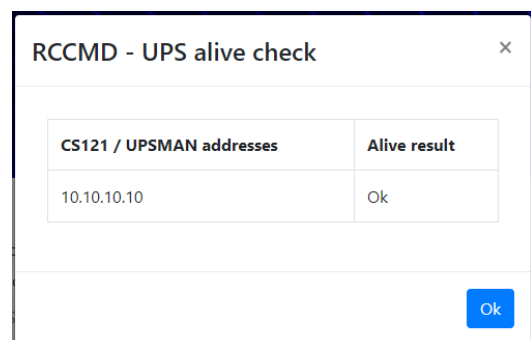 RCCMD - UPS alive check ×
CS121 / UPSMAN addresses Alive result
10.10.10.10 Ok
Ok